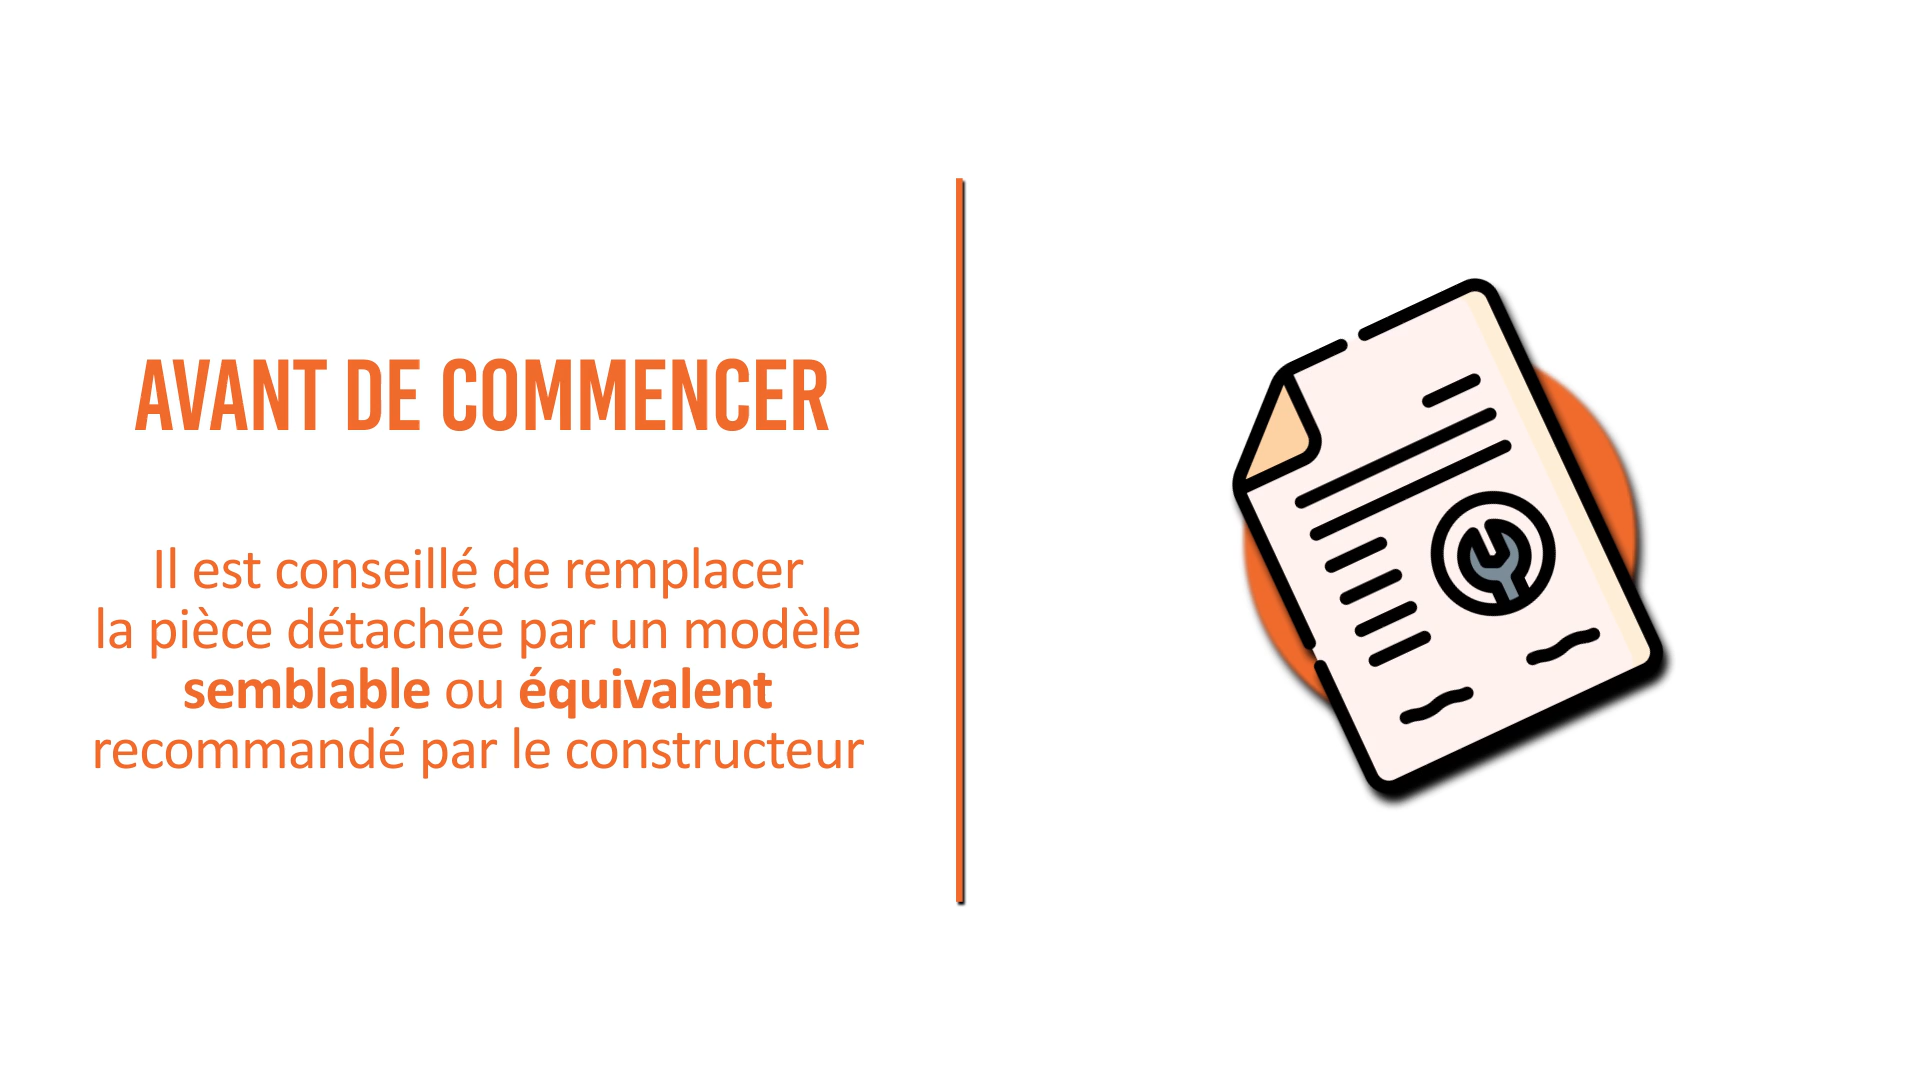 AVANT DE COMMENCER
Il est conseillé de remplacer
la pièce détachée par un modèle
semblable ou équivalent
recommandé par le constructeur